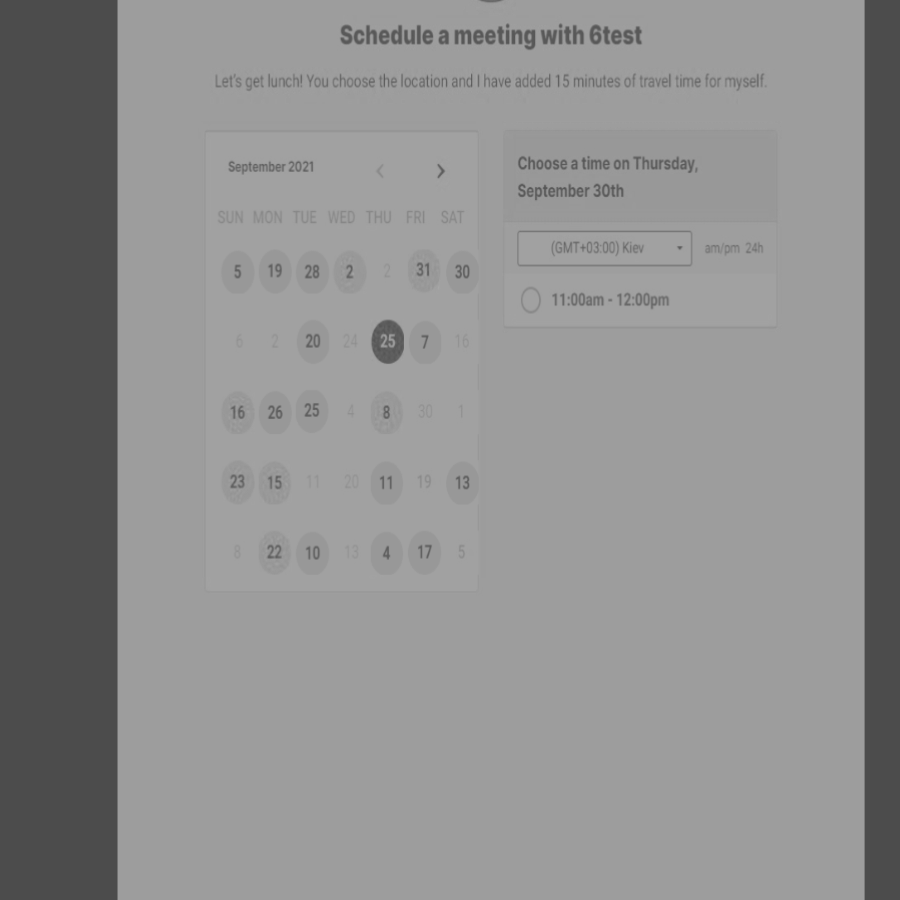 Schedule a meeting with 6test
Let's get lunch! You choose the location and I have added 15 minutes of travel time for myself.
September 2021
SUN MON TUE WED THU FRI SAT
5 19 28 2 2 31 30
6 2 20 24 25 7 16
16 26 25 4 8 30 1
23 15 11 20 11 19 13
8 22 10 13 4 17 5
Choose a time on Thursday,
September 30th
(GMT+03:00) Kiev am/pm 24h
11:00am - 12:00pm